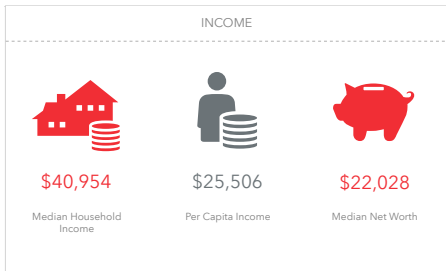 INCOME
$40,954
$25,506
$22,028
Median Household
Income
Per Capita Income
Median Net Worth